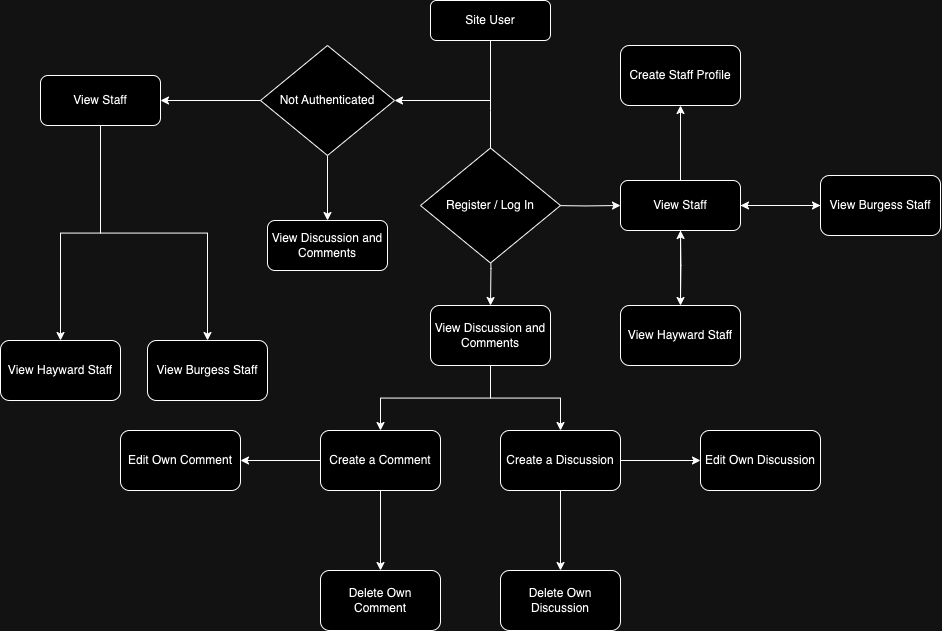 Site User
Create Staff Profile
View Staff
Not Authenticated
Register / Log In
View Staff
View Burgess Staff
View Discussion and
Comments
View Discussion and
Comments
View Hayward Staff
View Hayward Staff
View Burgess Staff
Edit Own Comment
Create a Comment
Create a Discussion
Edit Own Discussion
Delete Own
Comment
Delete Own
Discussion